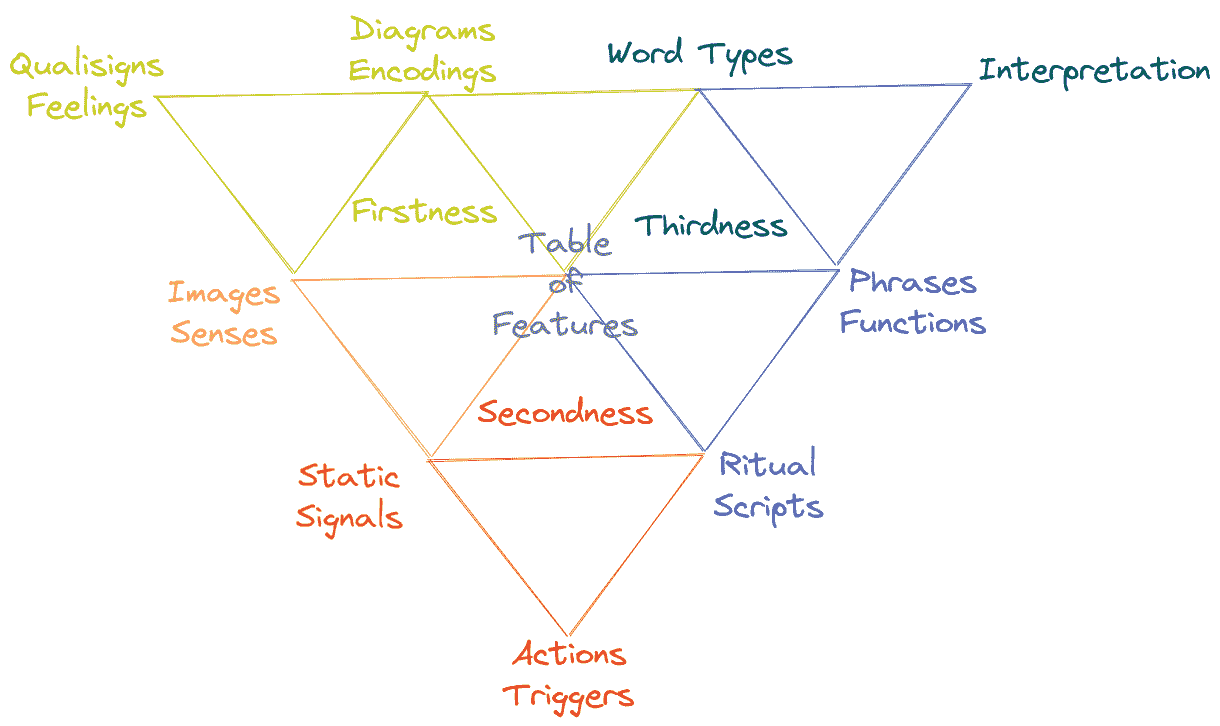 Qualisigns
Feelings
Diagrams
Encodings
Word Types
Interpretation
Firstness
Thirdness
Table
of
Features
Images
Senses
Phrases
Functions
Secondness
Static
Signals
Ritual
Scripts
Actions
Triggers